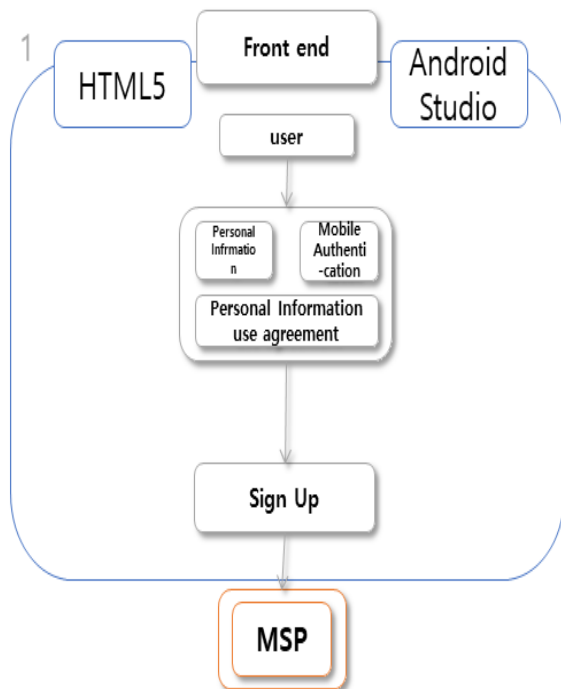 1
Front end
HTML5
Android
Studio
user
Personal
Infrmatio
n
Mobile
Authenti
-cation
Personal Information
use agreement
Sign Up
MSP